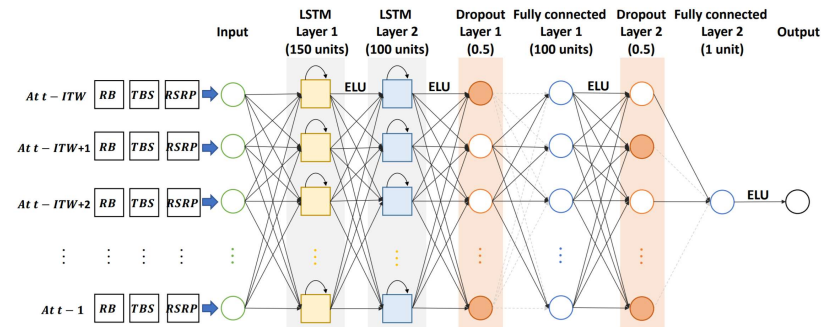 Input
LSTM
Layer 1
(150 units)
LSTM
Layer 2
(100 units)
Dropout
Layer 1
(0.5)
Fully connected
Layer 1
(100 units)
Dropout
Layer 2
(0.5)
Fully connected
Layer 2
(1 unit)
Output
At t − ITW RB TBS RSRP
ELU ELU ELU
At t − ITW+1 RB TBS RSRP
At t − ITW+2 RB TBS RSRP
ELU
At t − 1 RB TBS RSRP